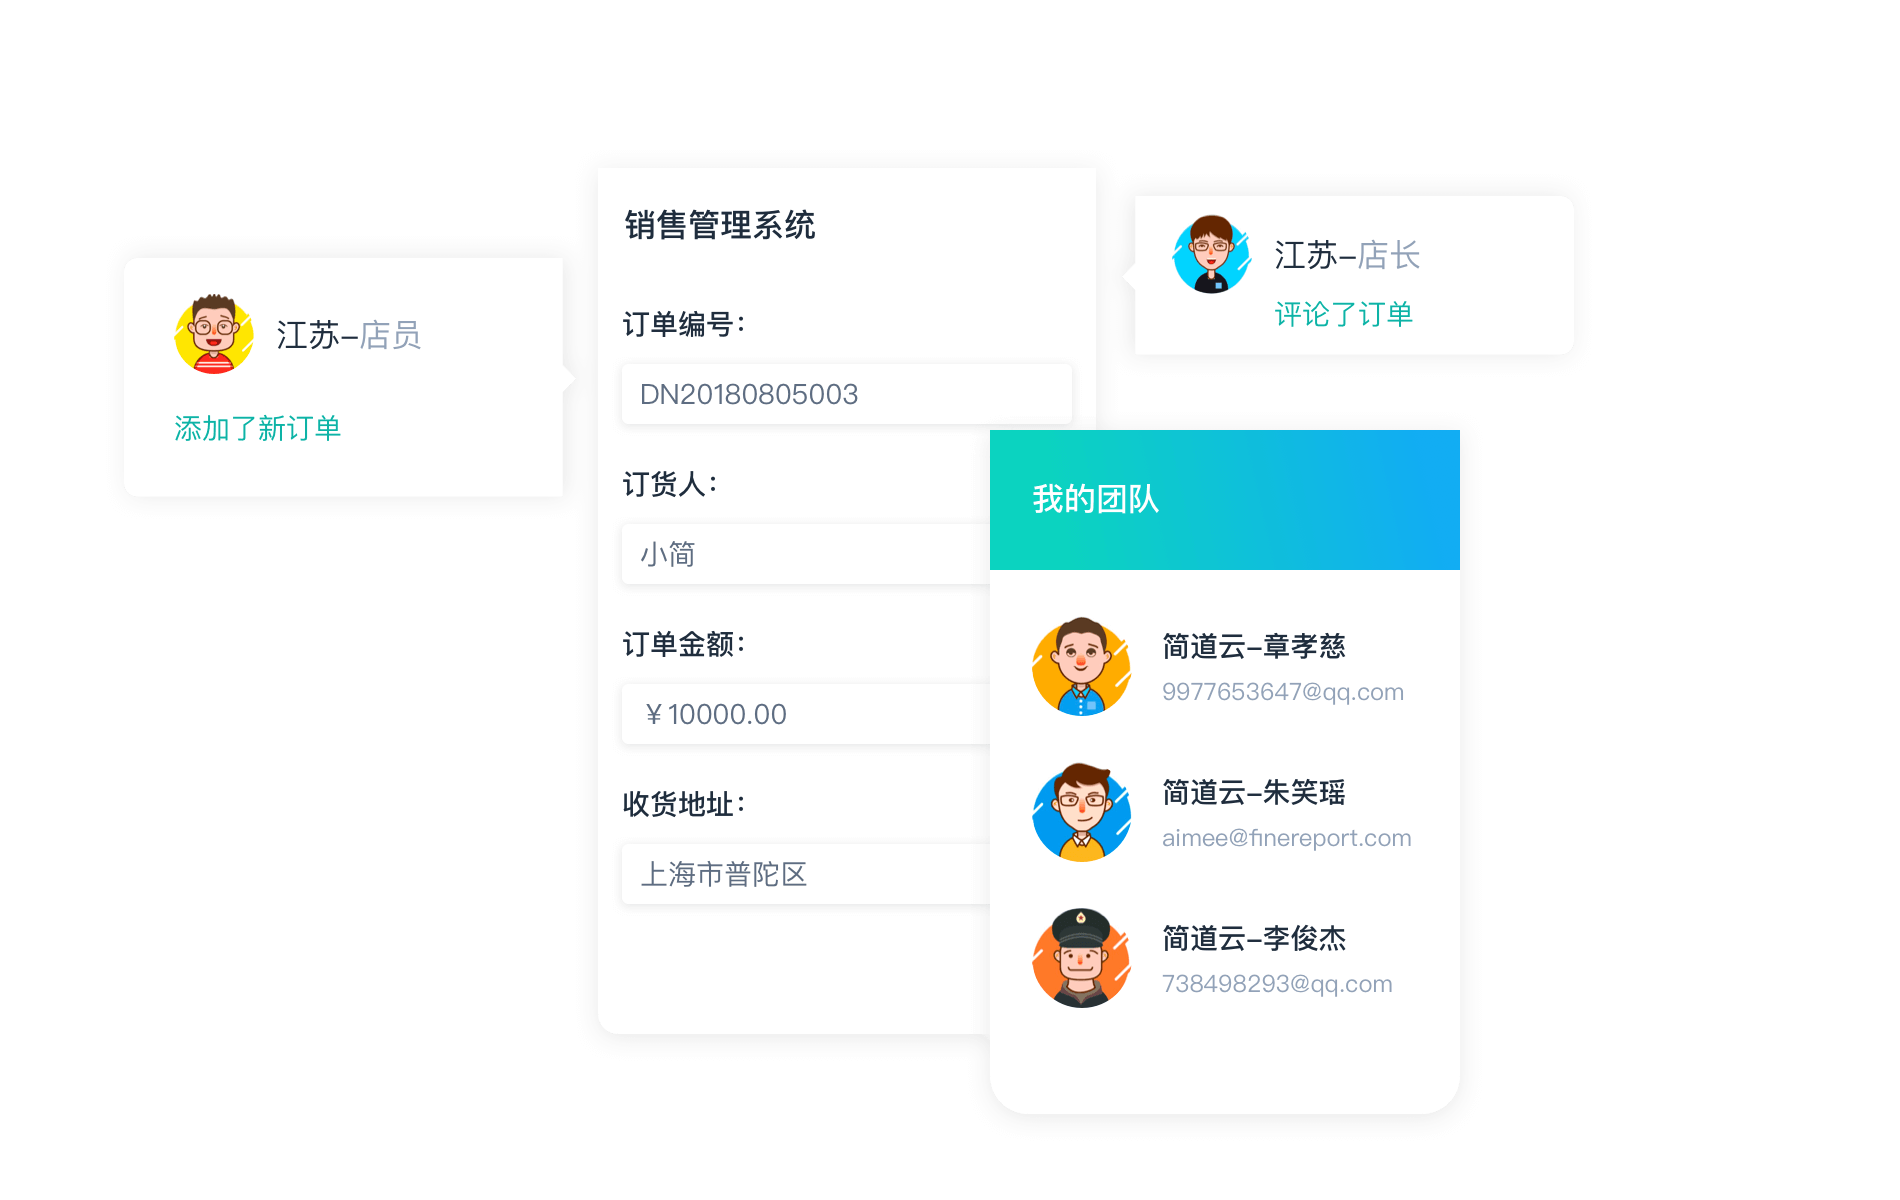 江苏–店员
添加了新订单
销售管理系统
订单编号：
DN20180805003
订货人：
小简
订单金额：
￥10000.00
收货地址：
上海市普陀区
江苏–店长
评论了订单
我的团队
简道云–章孝慈
9977653647@qq.com
简道云–朱笑瑶
aimee@finereport.com
简道云–李俊杰
738498293@qq.com